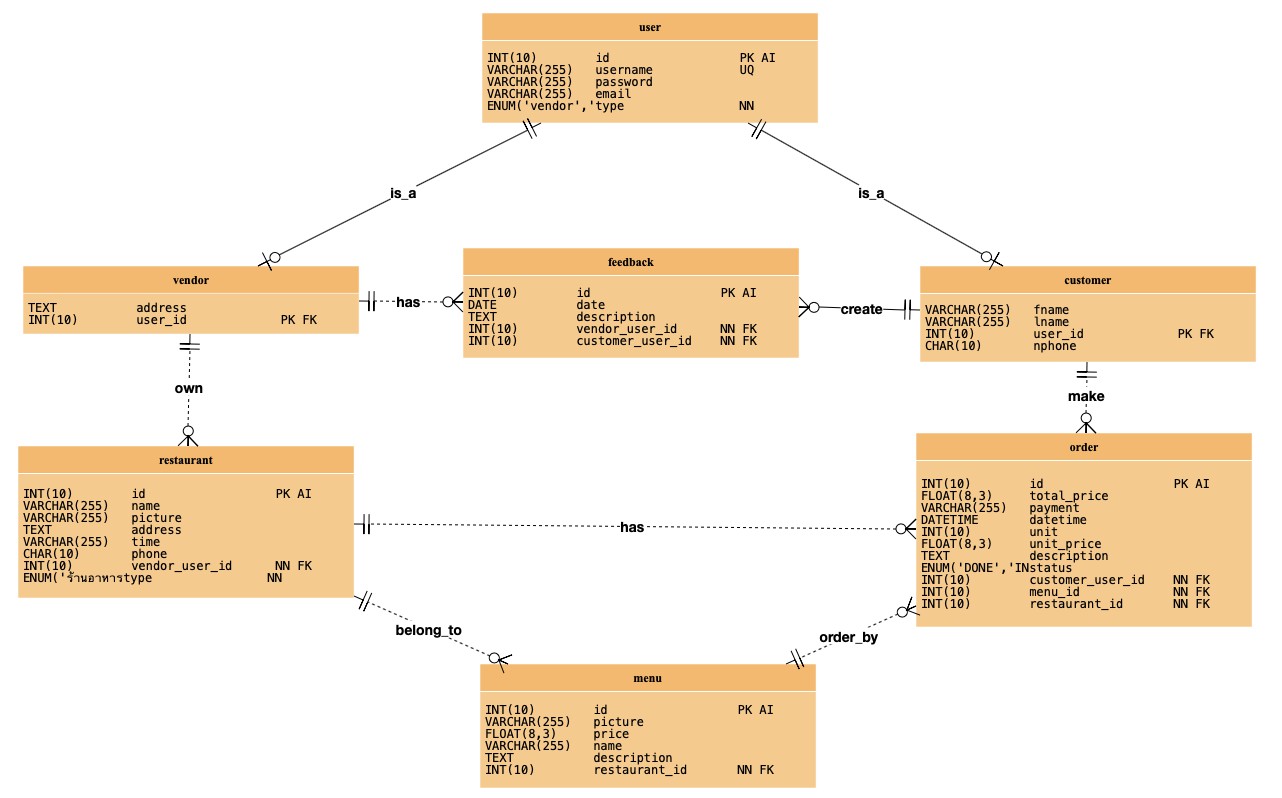 user
INT(10) id PK AI
VARCHAR(255) username UQ
VARCHAR(255) password
VARCHAR(255) email
ENUM('vendor','type NN
is_a
is_a
vendor
TEXT address
INT(10) user_id PK FK
has
feedback
INT(10) id PK AI
DATE date
TEXT description
INT(10) vendor_user_id NN FK
INT(10) customer_user_id NN FK
create
customer
VARCHAR(255) fname
VARCHAR(255) lname
INT(10) user_id PK FK
CHAR(10) nphone
own
make
restaurant
INT(10) id PK AI
VARCHAR(255) name
VARCHAR(255) picture
TEXT address
VARCHAR(255) time
CHAR(10) phone
INT(10) vendor_user_id NN FK
ENUM('ร้านอาหารtype NN
has
order
INT(10) id PK AI
FLOAT(8,3) total_price
VARCHAR(255) payment
DATETIME datetime
INT(10) unit
FLOAT(8,3) unit_price
TEXT description
ENUM('DONE','INstatus
INT(10) customer_user_id NN FK
INT(10) menu_id NN FK
INT(10) restaurant_id NN FK
belong_to
order_by
menu
INT(10) id PK AI
VARCHAR(255) picture
FLOAT(8,3) price
VARCHAR(255) name
TEXT description
INT(10) restaurant_id NN FK